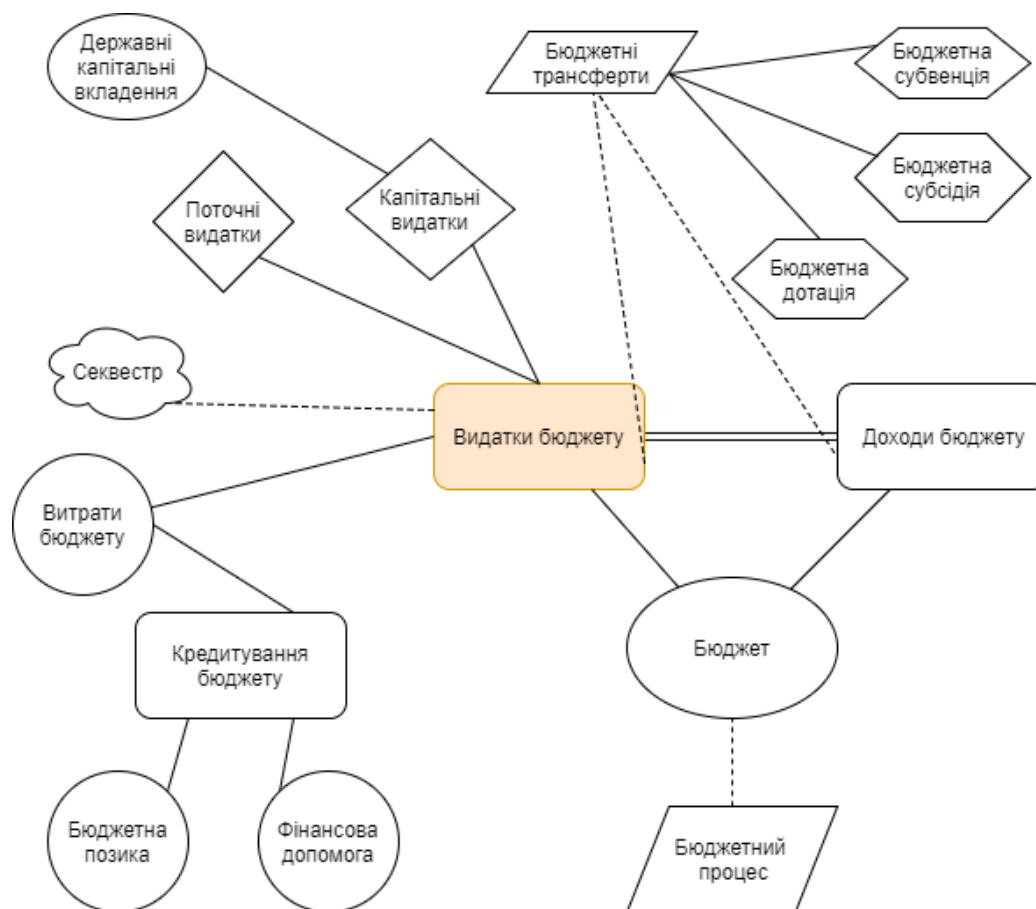 Державні
капітальні
вкладення
Бюджетні
трансферти
Бюджетна
субвенція
Бюджетна
субсідія
Поточні
видатки
Капітальні
видатки
Бюджетна
дотація
Секвестр
Видатки бюджету
Доходи бюджету
Витрати
бюджету
Кредитування
бюджету
Бюджет
Бюджетна
позика
Фінансова
допомога
Бюджетний
процес